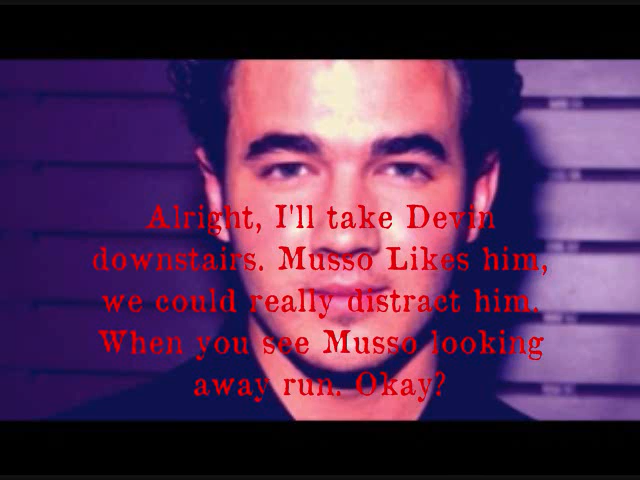 Alright, I'll take Devin
downstairs. Musso Likes him,
we could really distract him.
When you see Musso looking
away run. Okay?